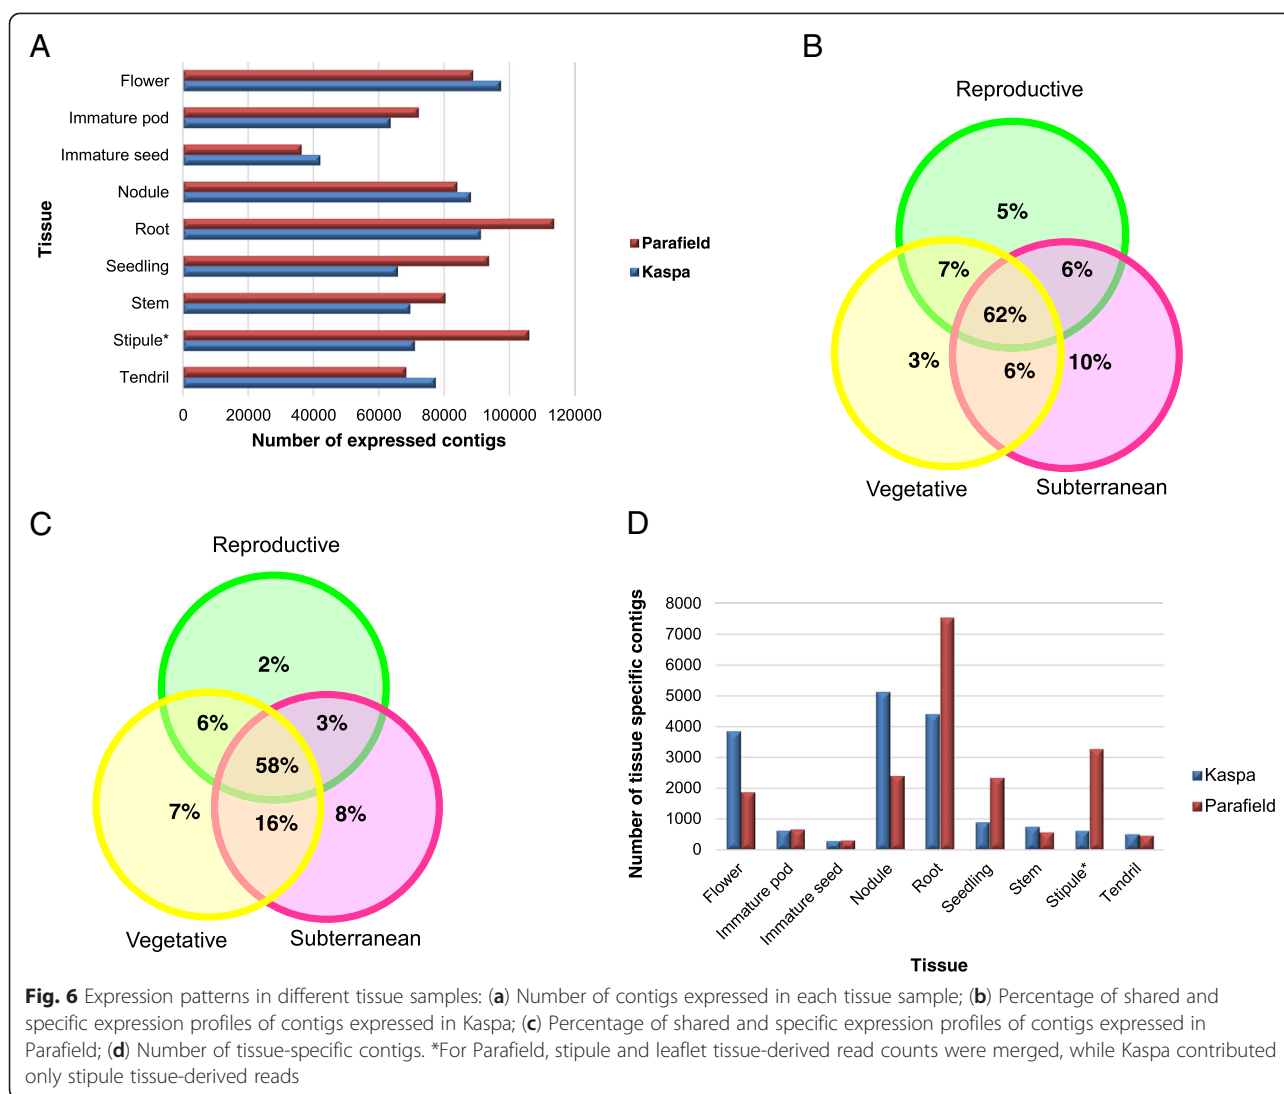 A
Flower
Immature pod
Immature seed
Nodule
Root
Seedling
Stem
Stipule*
Tendril
Tissue
0 20000 40000 60000 80000 100000 120000
Number of expressed contigs
Parafield
Kaspa
B
Reproductive
5%
7%
6%
62%
3%
6%
10%
Vegetative
Subterranean
C
Reproductive
2%
6%
3%
58%
7%
16%
8%
Vegetative
Subterranean
D
Number of tissue specific contigs
8000
7000
6000
5000
4000
3000
2000
1000
0
Flower
Immature pod
Immature seed
Nodule
Root
Seedling
Stem
Stipule*
Tendril
Tissue
Kaspa
Parafield
Fig. 6 Expression patterns in different tissue samples: (a) Number of contigs expressed in each tissue sample; (b) Percentage of shared and
specific expression profiles of contigs expressed in Kaspa; (c) Percentage of shared and specific expression profiles of contigs expressed in
Parafield; (d) Number of tissue-specific contigs. *For Parafield, stipule and leaflet tissue-derived read counts were merged, while Kaspa contributed
only stipule tissue-derived reads